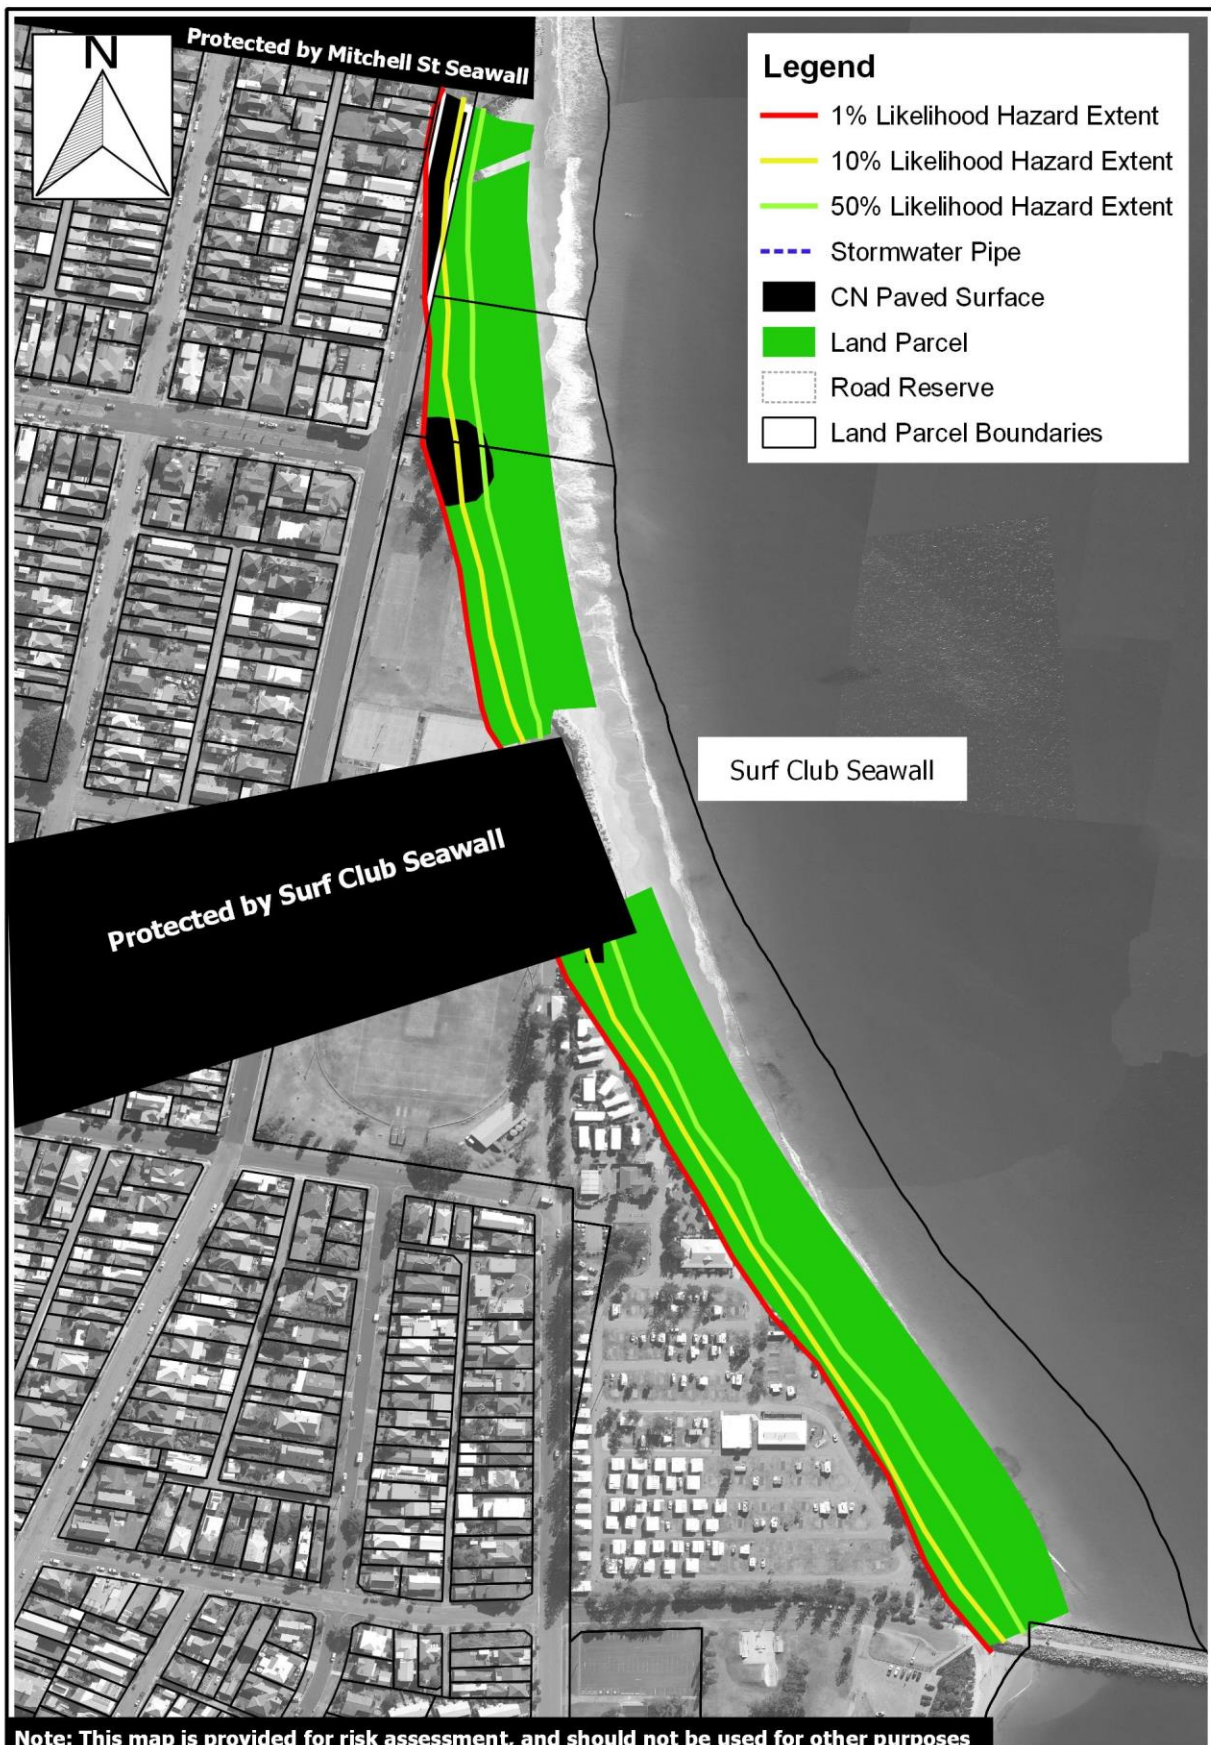 N
Protected by Mitchell St Seawall
Legend
1% Likelihood Hazard Extent
10% Likelihood Hazard Extent
50% Likelihood Hazard Extent
Stormwater Pipe
CN Paved Surface
Land Parcel
Road Reserve
Land Parcel Boundaries
Surf Club Seawall
Protected by Surf Club Seawall
Note: This map is provided for risk assessment, and should not be used for other purposes